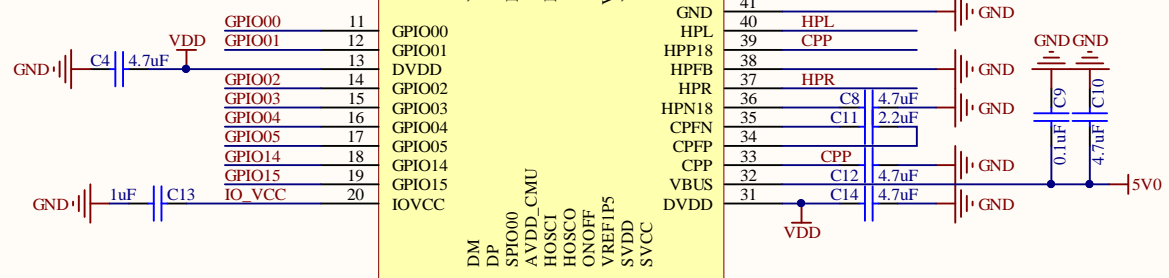 41
GND GND
GPIO00 11 GPIO00 HPL 40 HPL
GPIO01 12 GPIO01 HPP18 39 CPP
VDD
GND C4 4.7uF 13 DVDD HPFB 38 GND
GPIO02 14 GPIO02 HPR 37 HPR
GPIO03 15 GPIO03 HPN18 36 C8 4.7uF GND
GPIO04 16 GPIO04 CPFN 35 C11 2.2uF
GPIO05 17 GPIO05 CPFP 34
GPIO14 18 GPIO14 CPP 33 CPP GND
GPIO15 19 GPIO15 VBUS 32 C12 4.7uF 5V0
GND 1uF C13 IO_VCC 20 IOVCC DVDD 31 C14 4.7uF GND
VDD
GND GND
0.1uF C9
4.7uF C10
DM
DP
SPIO00
AVDD_CMU
HOSCI
HOSCO
ONOFF
VREF1P5
SVDD
SVCC